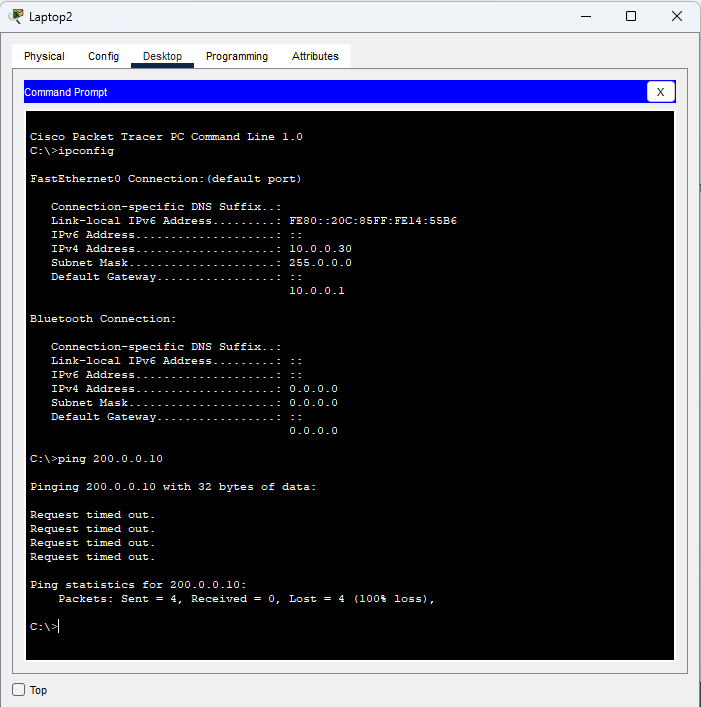 Laptop2
Physical Config Desktop Programming Attributes
Command Prompt X
Cisco Packet Tracer PC Command Line 1.0
C:\>ipconfig
FastEthernet0 Connection:(default port)
Connection-specific DNS Suffix..:
Link-local IPv6 Address.........: FE80::20C:85FF:FE14:55B6
IPv6 Address....................: ::
IPv4 Address....................: 10.0.0.30
Subnet Mask.....................: 255.0.0.0
Default Gateway.................: ::
10.0.0.1
Bluetooth Connection:
Connection-specific DNS Suffix..:
Link-local IPv6 Address.........: ::
IPv6 Address....................: ::
IPv4 Address....................: 0.0.0.0
Subnet Mask.....................: 0.0.0.0
Default Gateway.................: ::
0.0.0.0
C:\>ping 200.0.0.10
Pinging 200.0.0.10 with 32 bytes of data:
Request timed out.
Request timed out.
Request timed out.
Request timed out.
Ping statistics for 200.0.0.10:
Packets: Sent = 4, Received = 0, Lost = 4 (100% loss),
C:\>
Top